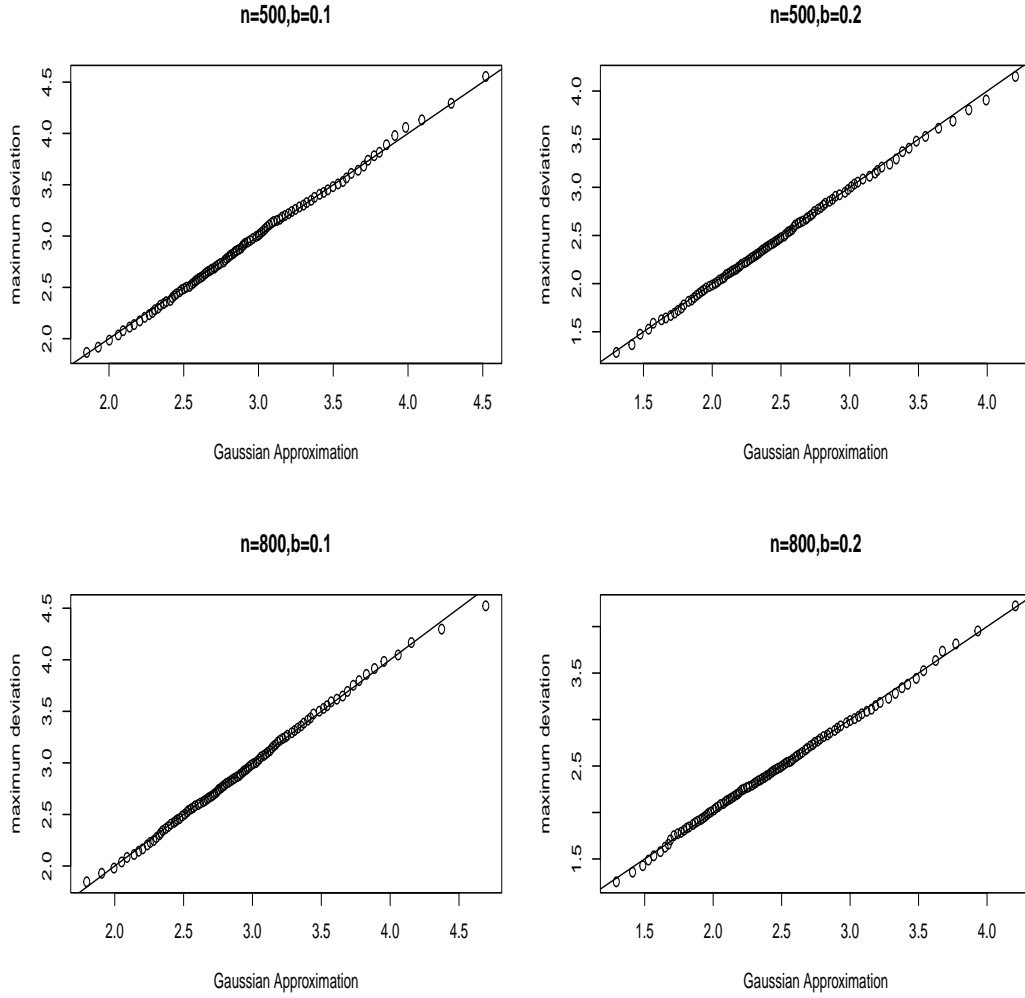 n=500,b=0.1
maximum deviation
4.5
4.0
3.5
3.0
2.5
2.0
2.0 2.5 3.0 3.5 4.0 4.5
Gaussian Approximation
n=500,b=0.2
maximum deviation
4.0
3.5
3.0
2.5
2.0
1.5
1.5 2.0 2.5 3.0 3.5 4.0
Gaussian Approximation
n=800,b=0.1
maximum deviation
4.5
4.0
3.5
3.0
2.5
2.0
2.0 2.5 3.0 3.5 4.0 4.5
Gaussian Approximation
n=800,b=0.2
maximum deviation
3.5
2.5
1.5
1.5 2.0 2.5 3.0 3.5 4.0
Gaussian Approximation